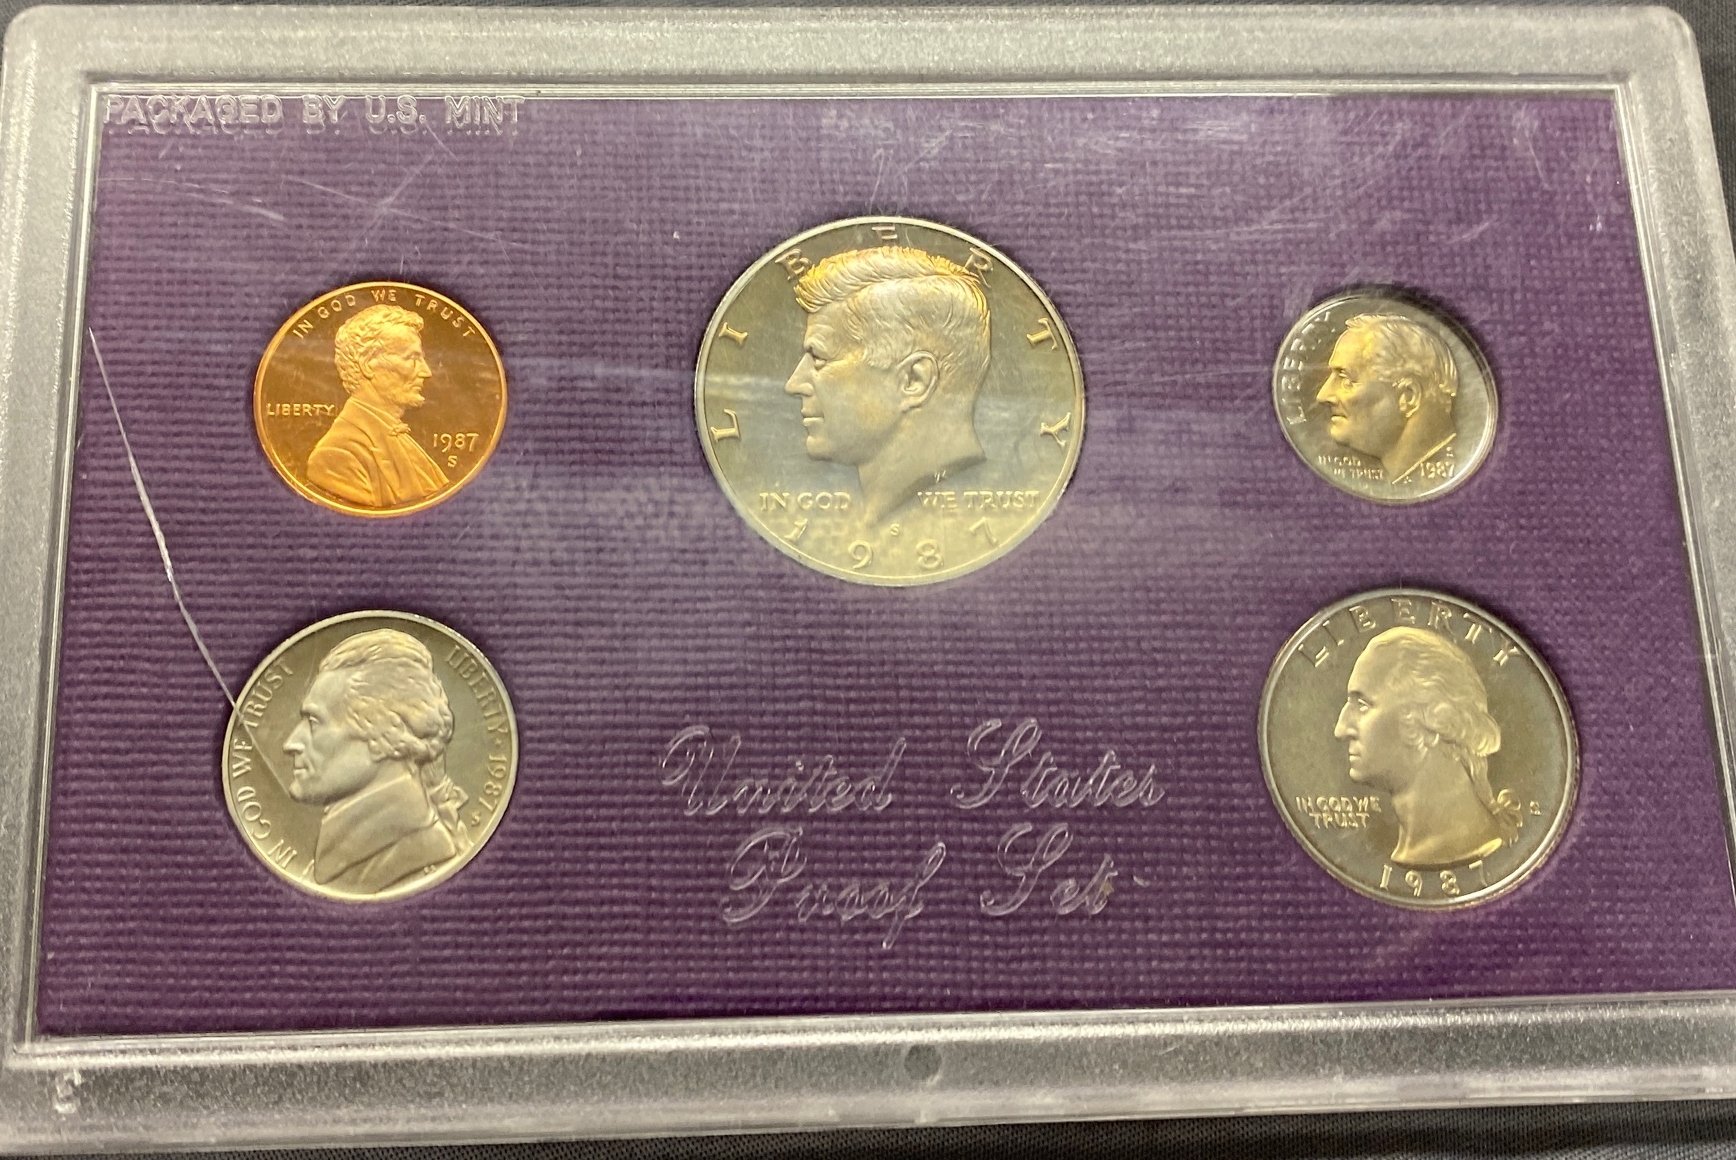 PACKAGED BY U.S. MINT
IN GOD WE TRUST
LIBERTY
1987
S
LIBERTY
IN GOD WE TRUST
S
1987
LIBERTY
IN GOD
WE TRUST
1987
S
IN GOD WE TRUST
LIBERTY · 1987
S
United States
Proof Set
LIBERTY
IN GOD WE
TRUST
S
1987
S